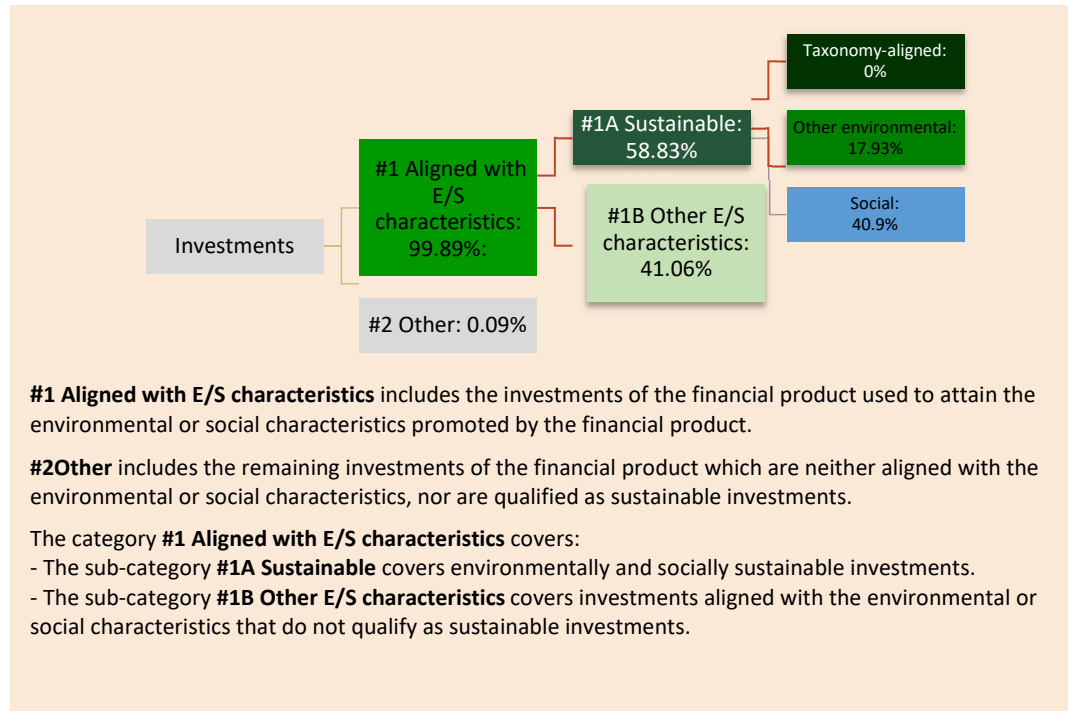 Investments
#1 Aligned with
E/S
characteristics:
99.89%:
#2 Other: 0.09%
#1A Sustainable:
58.83%
#1B Other E/S
characteristics:
41.06%
Taxonomy-aligned:
0%
Other environmental:
17.93%
Social:
40.9%
#1 Aligned with E/S characteristics includes the investments of the financial product used to attain the
environmental or social characteristics promoted by the financial product.
#2Other includes the remaining investments of the financial product which are neither aligned with the
environmental or social characteristics, nor are qualified as sustainable investments.
The category #1 Aligned with E/S characteristics covers:
- The sub-category #1A Sustainable covers environmentally and socially sustainable investments.
- The sub-category #1B Other E/S characteristics covers investments aligned with the environmental or
social characteristics that do not qualify as sustainable investments.